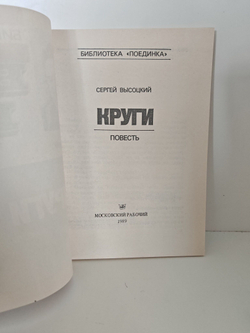 БИБЛИОТЕКА «ПОЕДИНКА»
СЕРГЕЙ ВЫСОЦКИЙ
КРУГИ
ПОВЕСТЬ
МОСКОВСКИЙ РАБОЧИЙ